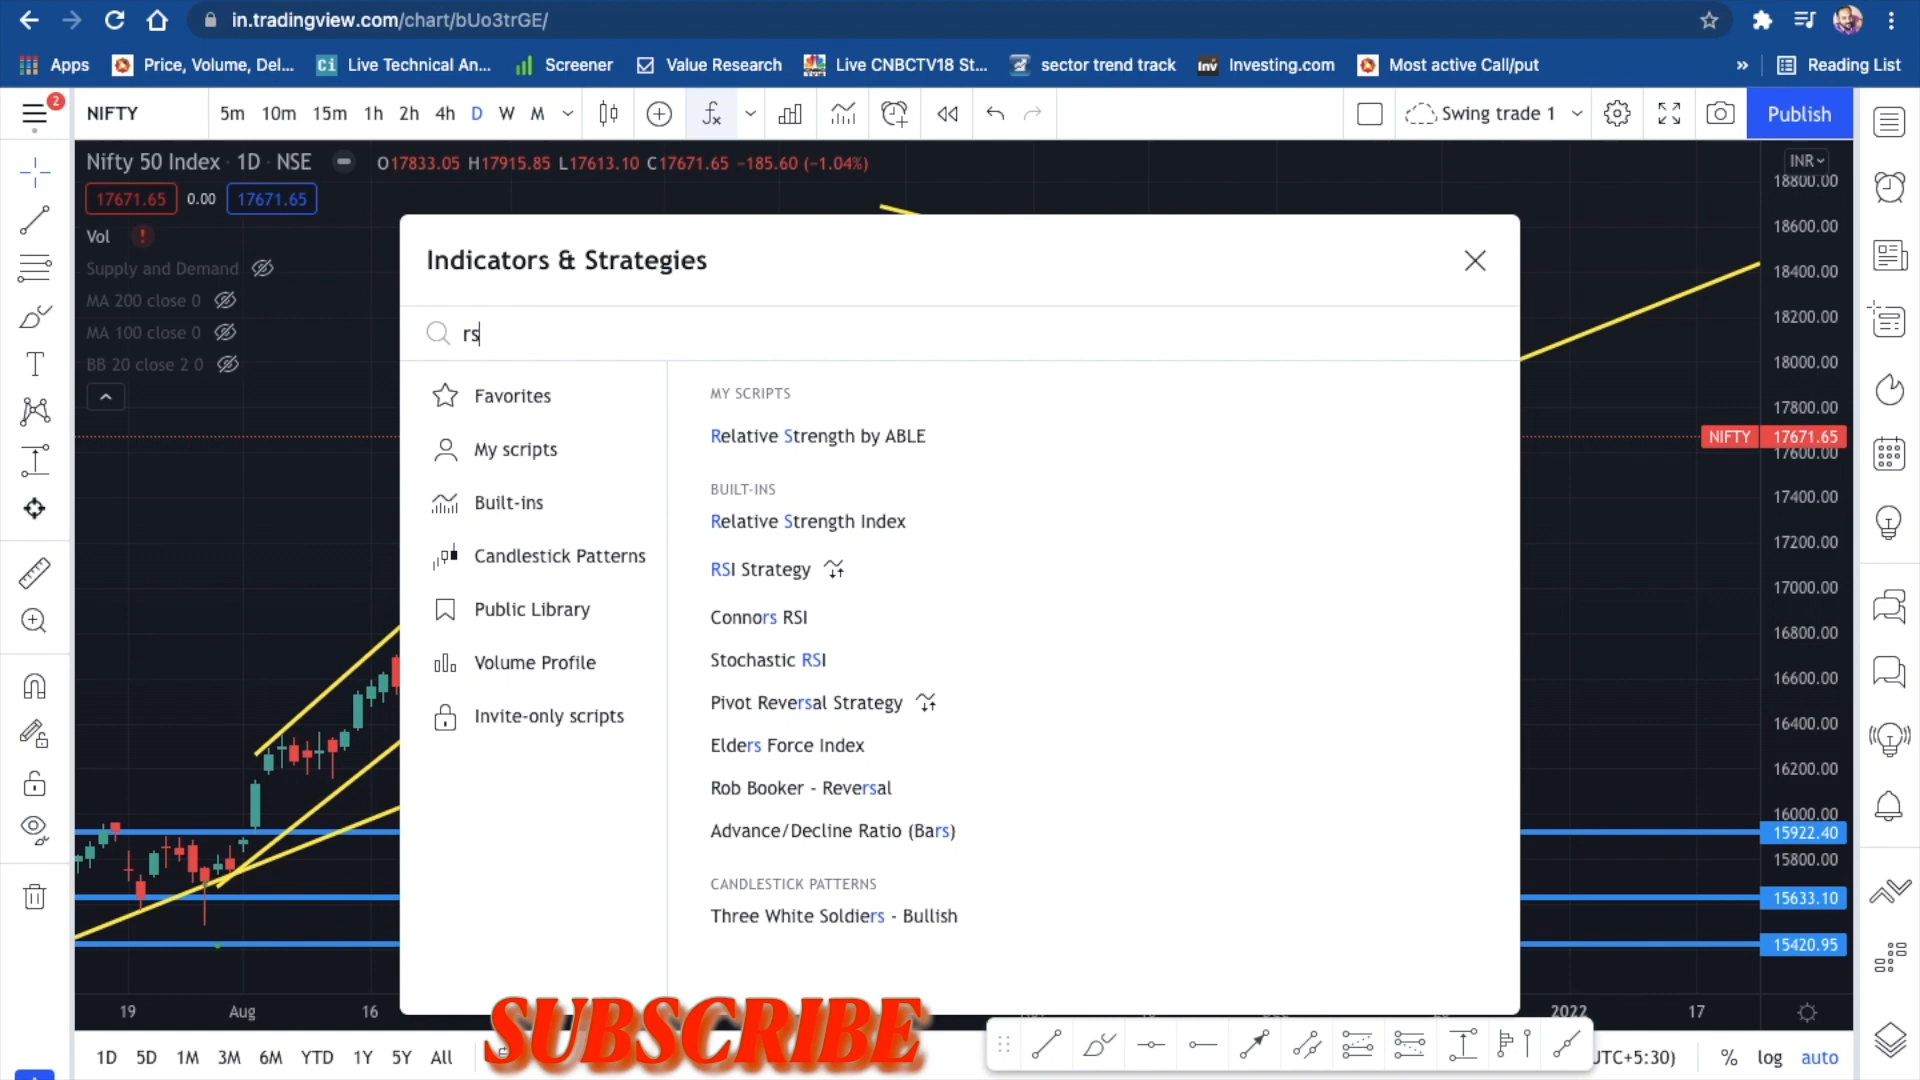 in.tradingview.com/chart/bUo3trGE/
Apps Price, Volume, Del... Ci Live Technical An... Screener Value Research Live CNBCTV18 St... sector trend track Inv Investing.com Most active Call/put » Reading List
2 NIFTY 5m 10m 15m 1h 2h 4h D W M Swing trade 1 Publish
Nifty 50 Index · 1D · NSE O17833.05 H17915.85 L17613.10 C17671.65 −185.60 (−1.04%) INR
17671.65 0.00 17671.65
Vol
Supply and Demand
MA 200 close 0
MA 100 close 0
BB 20 close 2 0
Indicators & Strategies
rs
Favorites
My scripts
Built-ins
Candlestick Patterns
Public Library
Volume Profile
Invite-only scripts
MY SCRIPTS
Relative Strength by ABLE
BUILT-INS
Relative Strength Index
RSI Strategy
Connors RSI
Stochastic RSI
Pivot Reversal Strategy
Elders Force Index
Rob Booker - Reversal
Advance/Decline Ratio (Bars)
CANDLESTICK PATTERNS
Three White Soldiers - Bullish
18800.00
18600.00
18400.00
18200.00
18000.00
17800.00
NIFTY 17671.65
17600.00
17400.00
17200.00
17000.00
16800.00
16600.00
16400.00
16200.00
16000.00
15922.40
15800.00
15633.10
15420.95
19 Aug 16 2022 17
SUBSCRIBE
1D 5D 1M 3M 6M YTD 1Y 5Y All UTC+5:30) % log auto